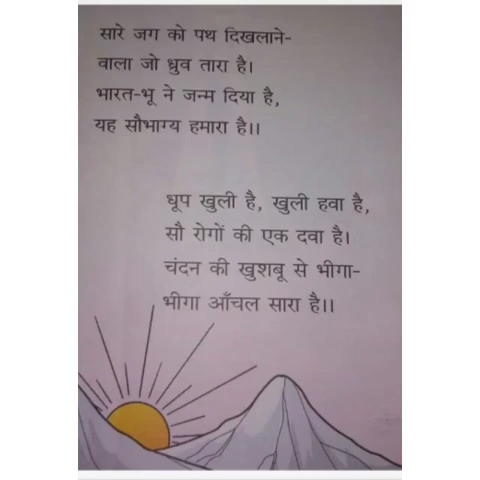 सारे जग को पथ दिखलाने-
वाला जो ध्रुव तारा है।
भारत-भू ने जन्म दिया है,
यह सौभाग्य हमारा है।।
धूप खुली है, खुली हवा है,
सौ रोगों की एक दवा है।
चंदन की खुशबू से भीगा-
भीगा आँचल सारा है।।